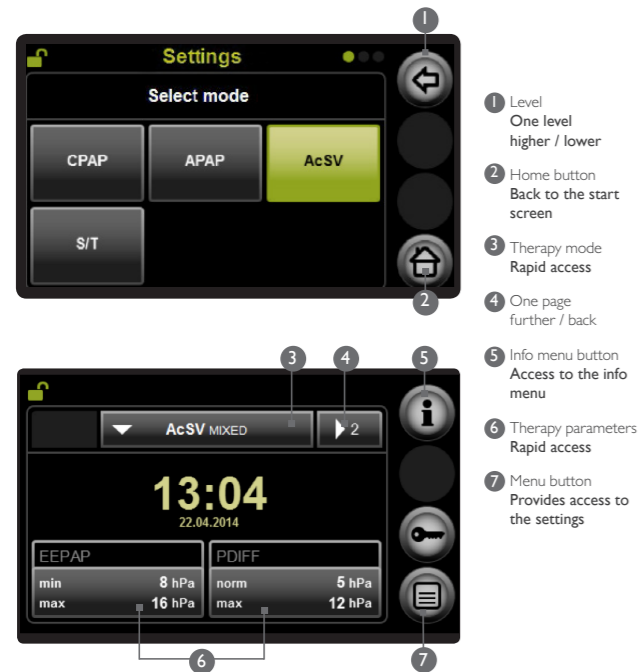 1
Settings
Select mode
CPAP APAP AcSV
S/T
2
3 4 5
AcSV MIXED 2
i
13:04
22.04.2014
EEPAP PDIFF
min 8 hPa norm 5 hPa
max 16 hPa max 12 hPa
6 7
1 Level
One level
higher / lower
2 Home button
Back to the start
screen
3 Therapy mode
Rapid access
4 One page
further / back
5 Info menu button
Access to the info
menu
6 Therapy parameters
Rapid access
7 Menu button
Provides access to
the settings